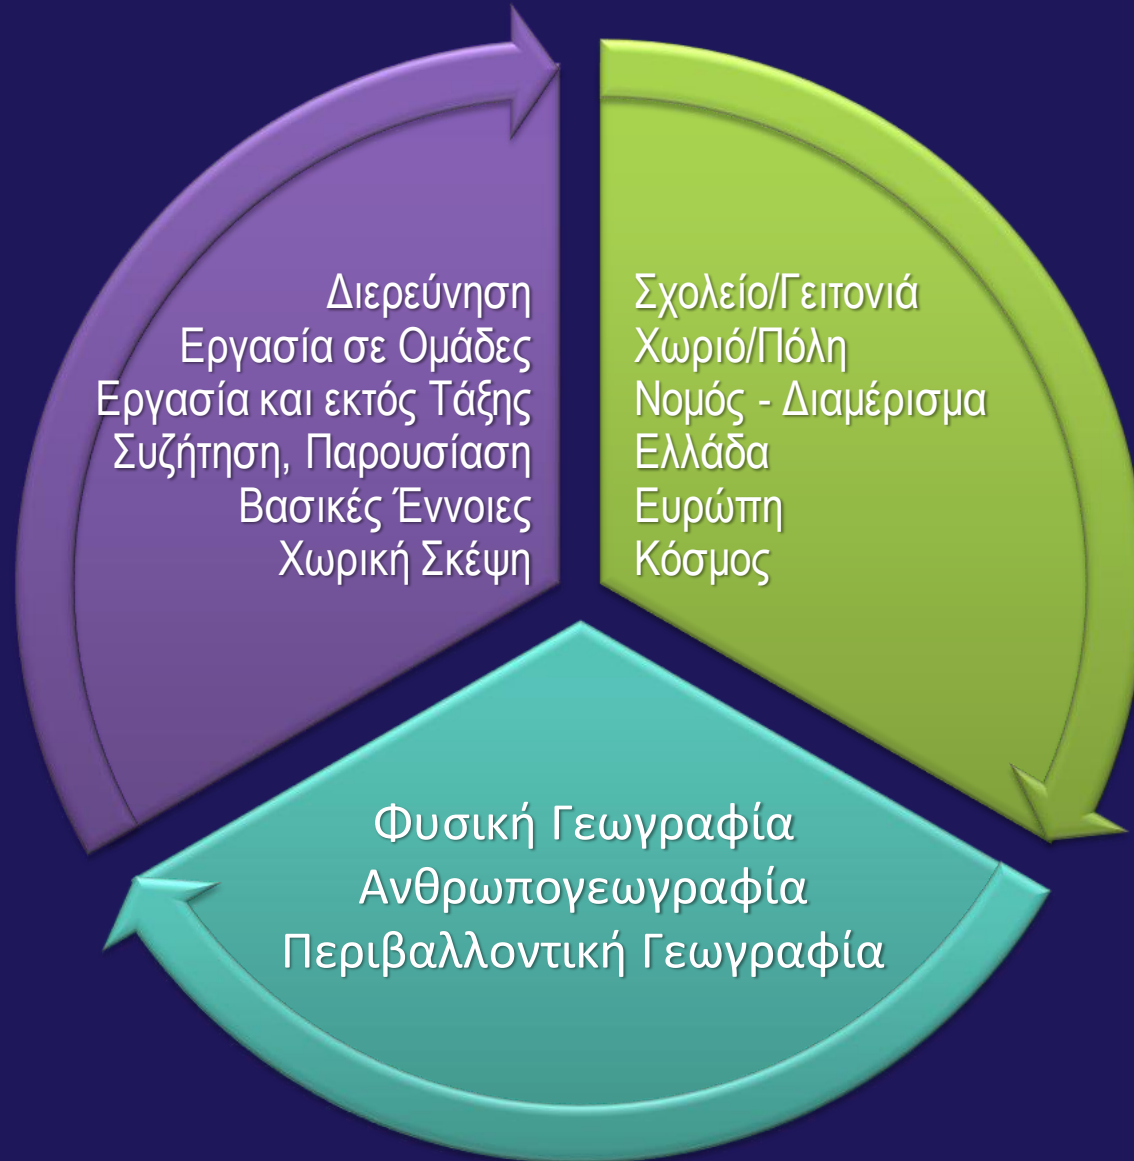 Διερεύνηση
Εργασία σε Ομάδες
Εργασία και εκτός Τάξης
Συζήτηση, Παρουσίαση
Βασικές Έννοιες
Χωρική Σκέψη
Σχολείο/Γειτονιά
Χωριό/Πόλη
Νομός - Διαμέρισμα
Ελλάδα
Ευρώπη
Κόσμος
Φυσική Γεωγραφία
Ανθρωπογεωγραφία
Περιβαλλοντική Γεωγραφία